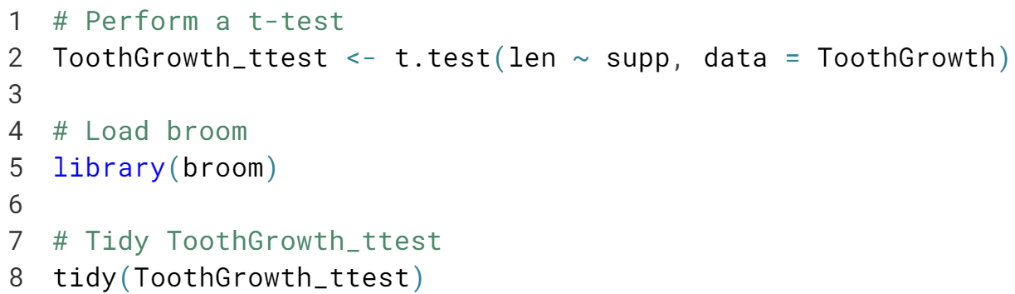 1 # Perform a t-test
2 ToothGrowth_ttest <- t.test(len ~ supp, data = ToothGrowth)
3
4 # Load broom
5 library(broom)
6
7 # Tidy ToothGrowth_ttest
8 tidy(ToothGrowth_ttest)